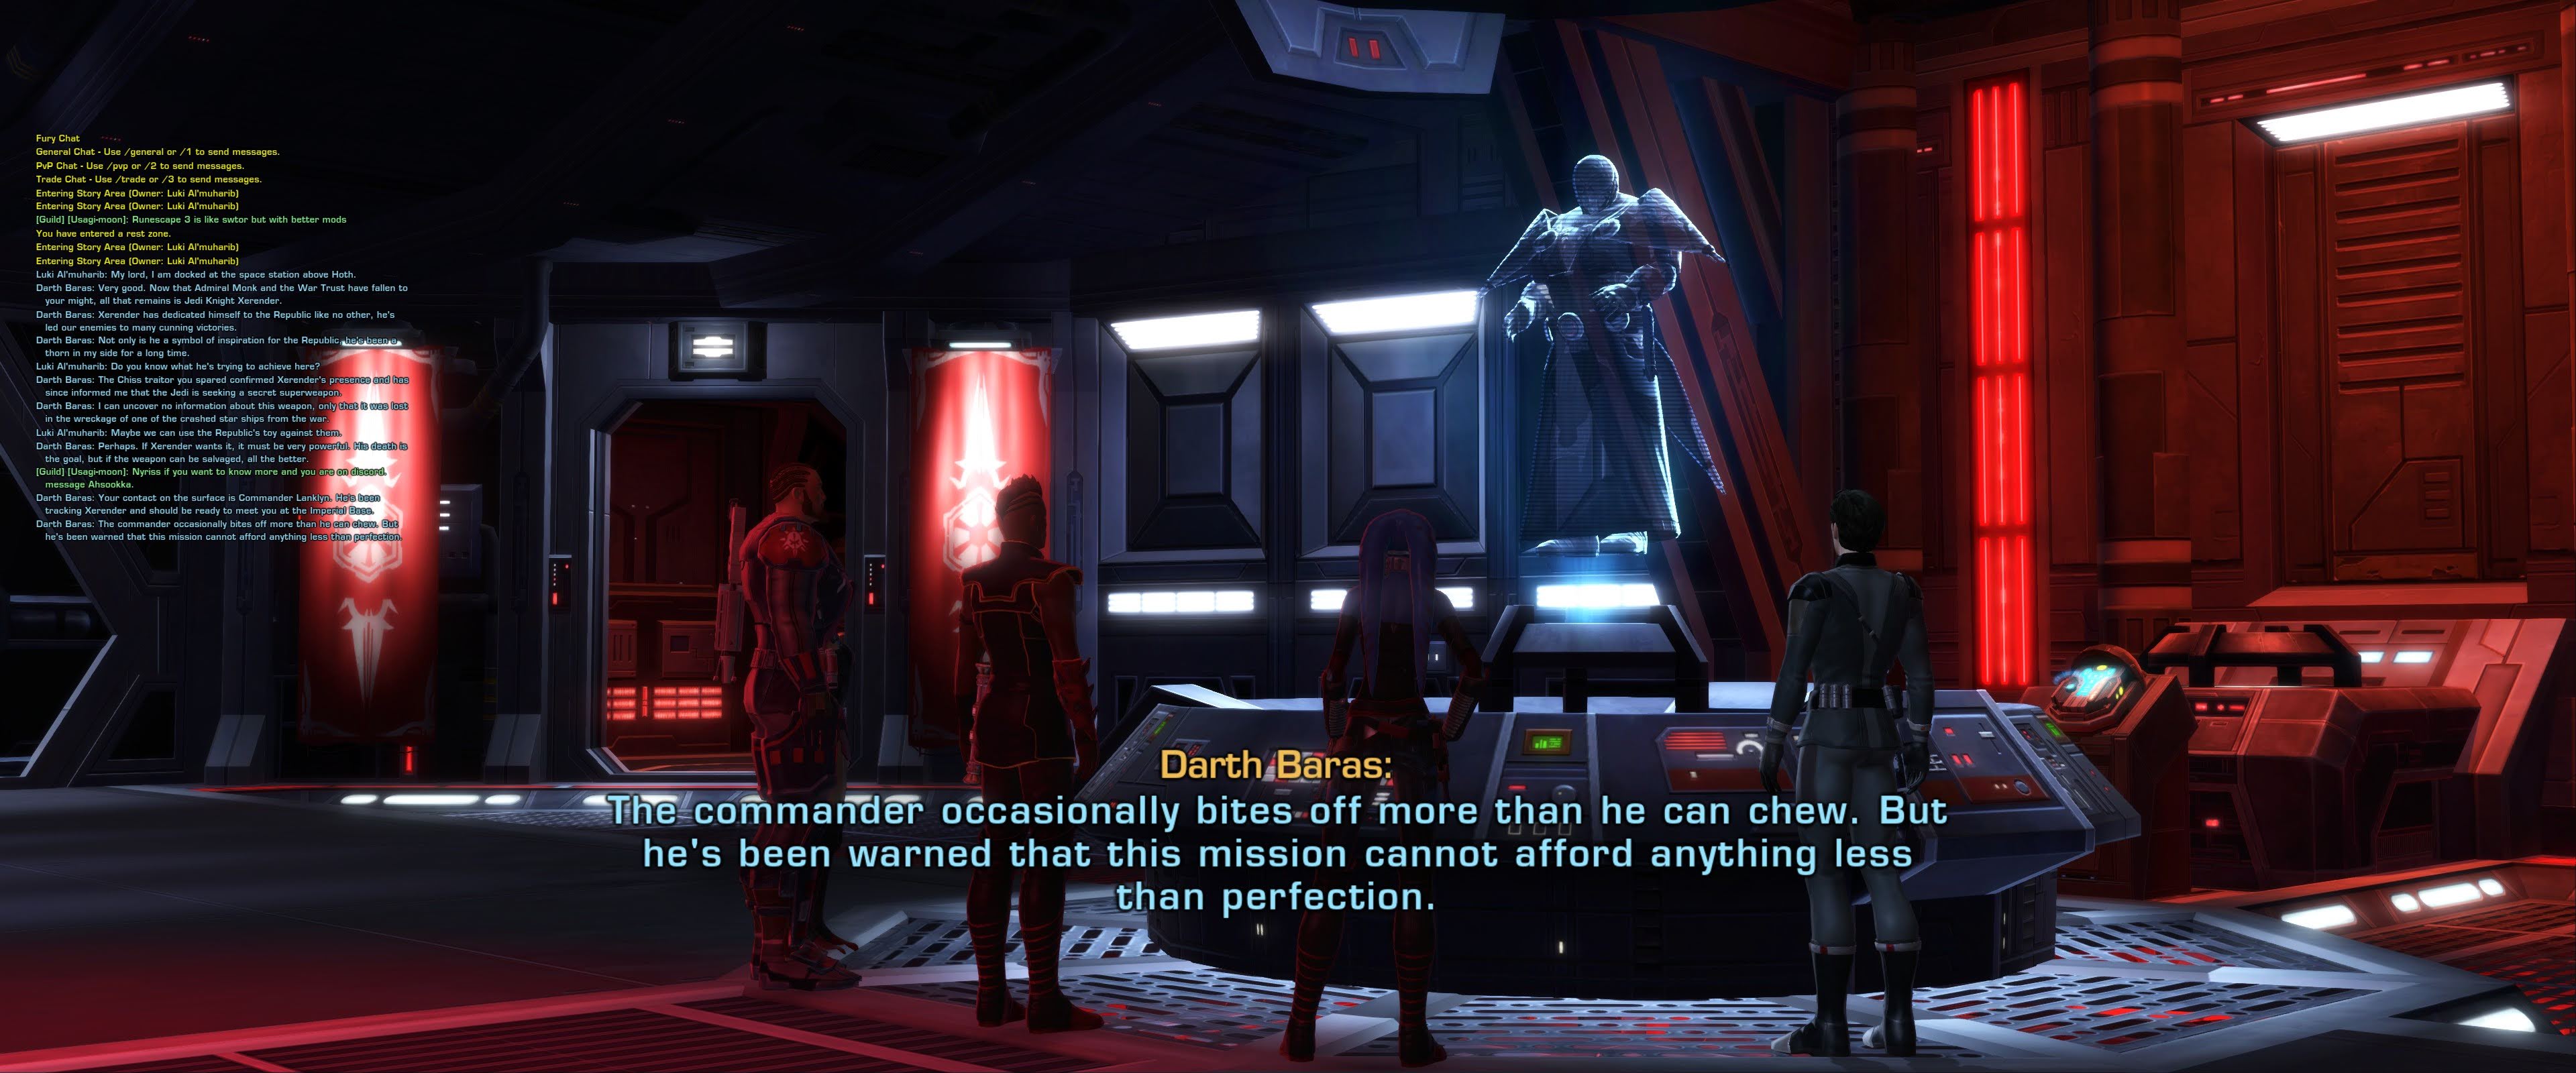 Fury Chat
General Chat - Use /general or /1 to send messages.
PvP Chat - Use /pvp or /2 to send messages.
Trade Chat - Use /trade or /3 to send messages.
Entering Story Area (Owner: Luki Al'muharib)
Entering Story Area (Owner: Luki Al'muharib)
[Guild] [Usagi-moon]: Runescape 3 is like swtor but with better mods
You have entered a rest zone.
Entering Story Area (Owner: Luki Al'muharib)
Entering Story Area (Owner: Luki Al'muharib)
Luki Al'muharib: My lord, I am docked at the space station above Hoth.
Darth Baras: Very good. Now that Admiral Monk and the War Trust have fallen to
your might, all that remains is Jedi Knight Xerender.
Darth Baras: Xerender has dedicated himself to the Republic like no other, he's
led our enemies to many cunning victories.
Darth Baras: Not only is he a symbol of inspiration for the Republic, he's been a
thorn in my side for a long time.
Luki Al'muharib: Do you know what he's trying to achieve here?
Darth Baras: The Chiss traitor you spared confirmed Xerender's presence and has
since informed me that the Jedi is seeking a secret superweapon.
Darth Baras: I can uncover no information about this weapon, only that it was lost
in the wreckage of one of the crashed star ships from the war.
Luki Al'muharib: Maybe we can use the Republic's toy against them.
Darth Baras: Perhaps. If Xerender wants it, it must be very powerful. His death is
the goal, but if the weapon can be salvaged, all the better.
[Guild] [Usagi-moon]: Nyriss if you want to know more and you are on discord.
message Ahsookka.
Darth Baras: Your contact on the surface is Commander Lanklyn. He's been
tracking Xerender and should be ready to meet you at the Imperial Base.
Darth Baras: The commander occasionally bites off more than he can chew. But
he's been warned that this mission cannot afford anything less than perfection.
Darth Baras:
The commander occasionally bites off more than he can chew. But
he's been warned that this mission cannot afford anything less
than perfection.